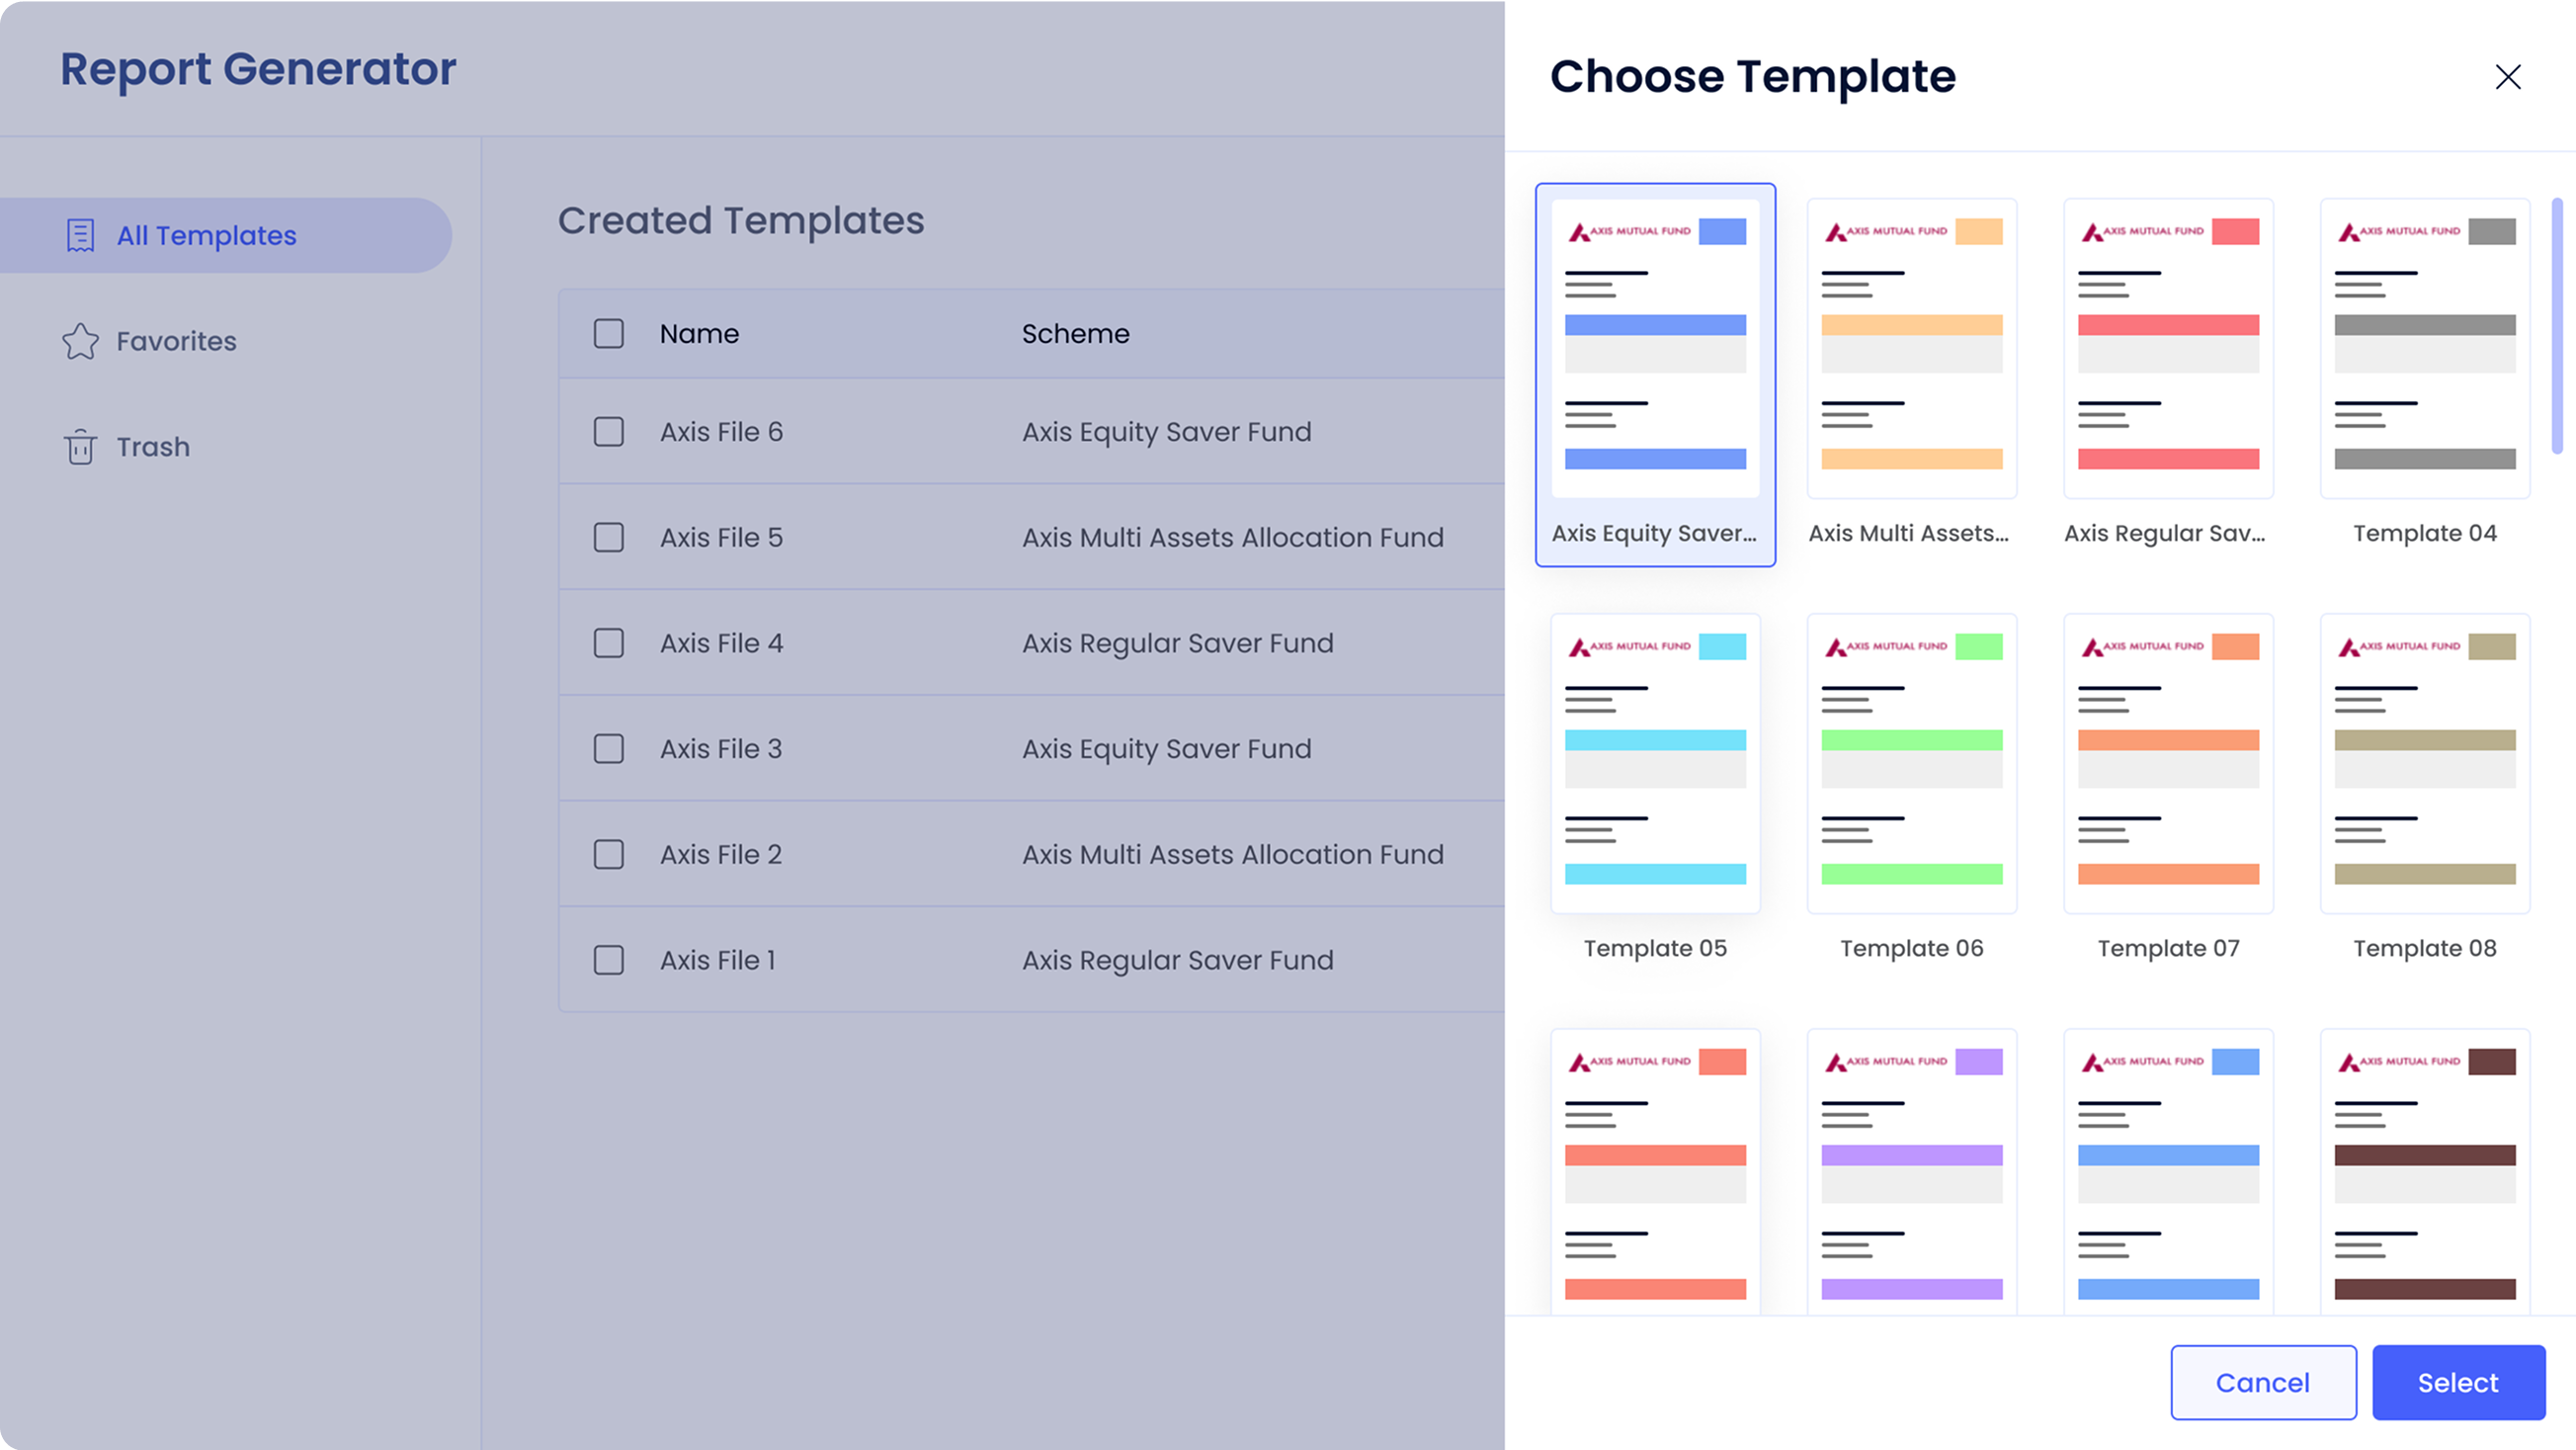 Report Generator
All Templates
Favorites
Trash
Created Templates
Name Scheme
Axis File 6 Axis Equity Saver Fund
Axis File 5 Axis Multi Assets Allocation Fund
Axis File 4 Axis Regular Saver Fund
Axis File 3 Axis Equity Saver Fund
Axis File 2 Axis Multi Assets Allocation Fund
Axis File 1 Axis Regular Saver Fund
Choose Template
AXIS MUTUAL FUND AXIS MUTUAL FUND AXIS MUTUAL FUND AXIS MUTUAL FUND
Axis Equity Saver... Axis Multi Assets... Axis Regular Sav... Template 04
AXIS MUTUAL FUND AXIS MUTUAL FUND AXIS MUTUAL FUND AXIS MUTUAL FUND
Template 05 Template 06 Template 07 Template 08
AXIS MUTUAL FUND AXIS MUTUAL FUND AXIS MUTUAL FUND AXIS MUTUAL FUND
Cancel Select